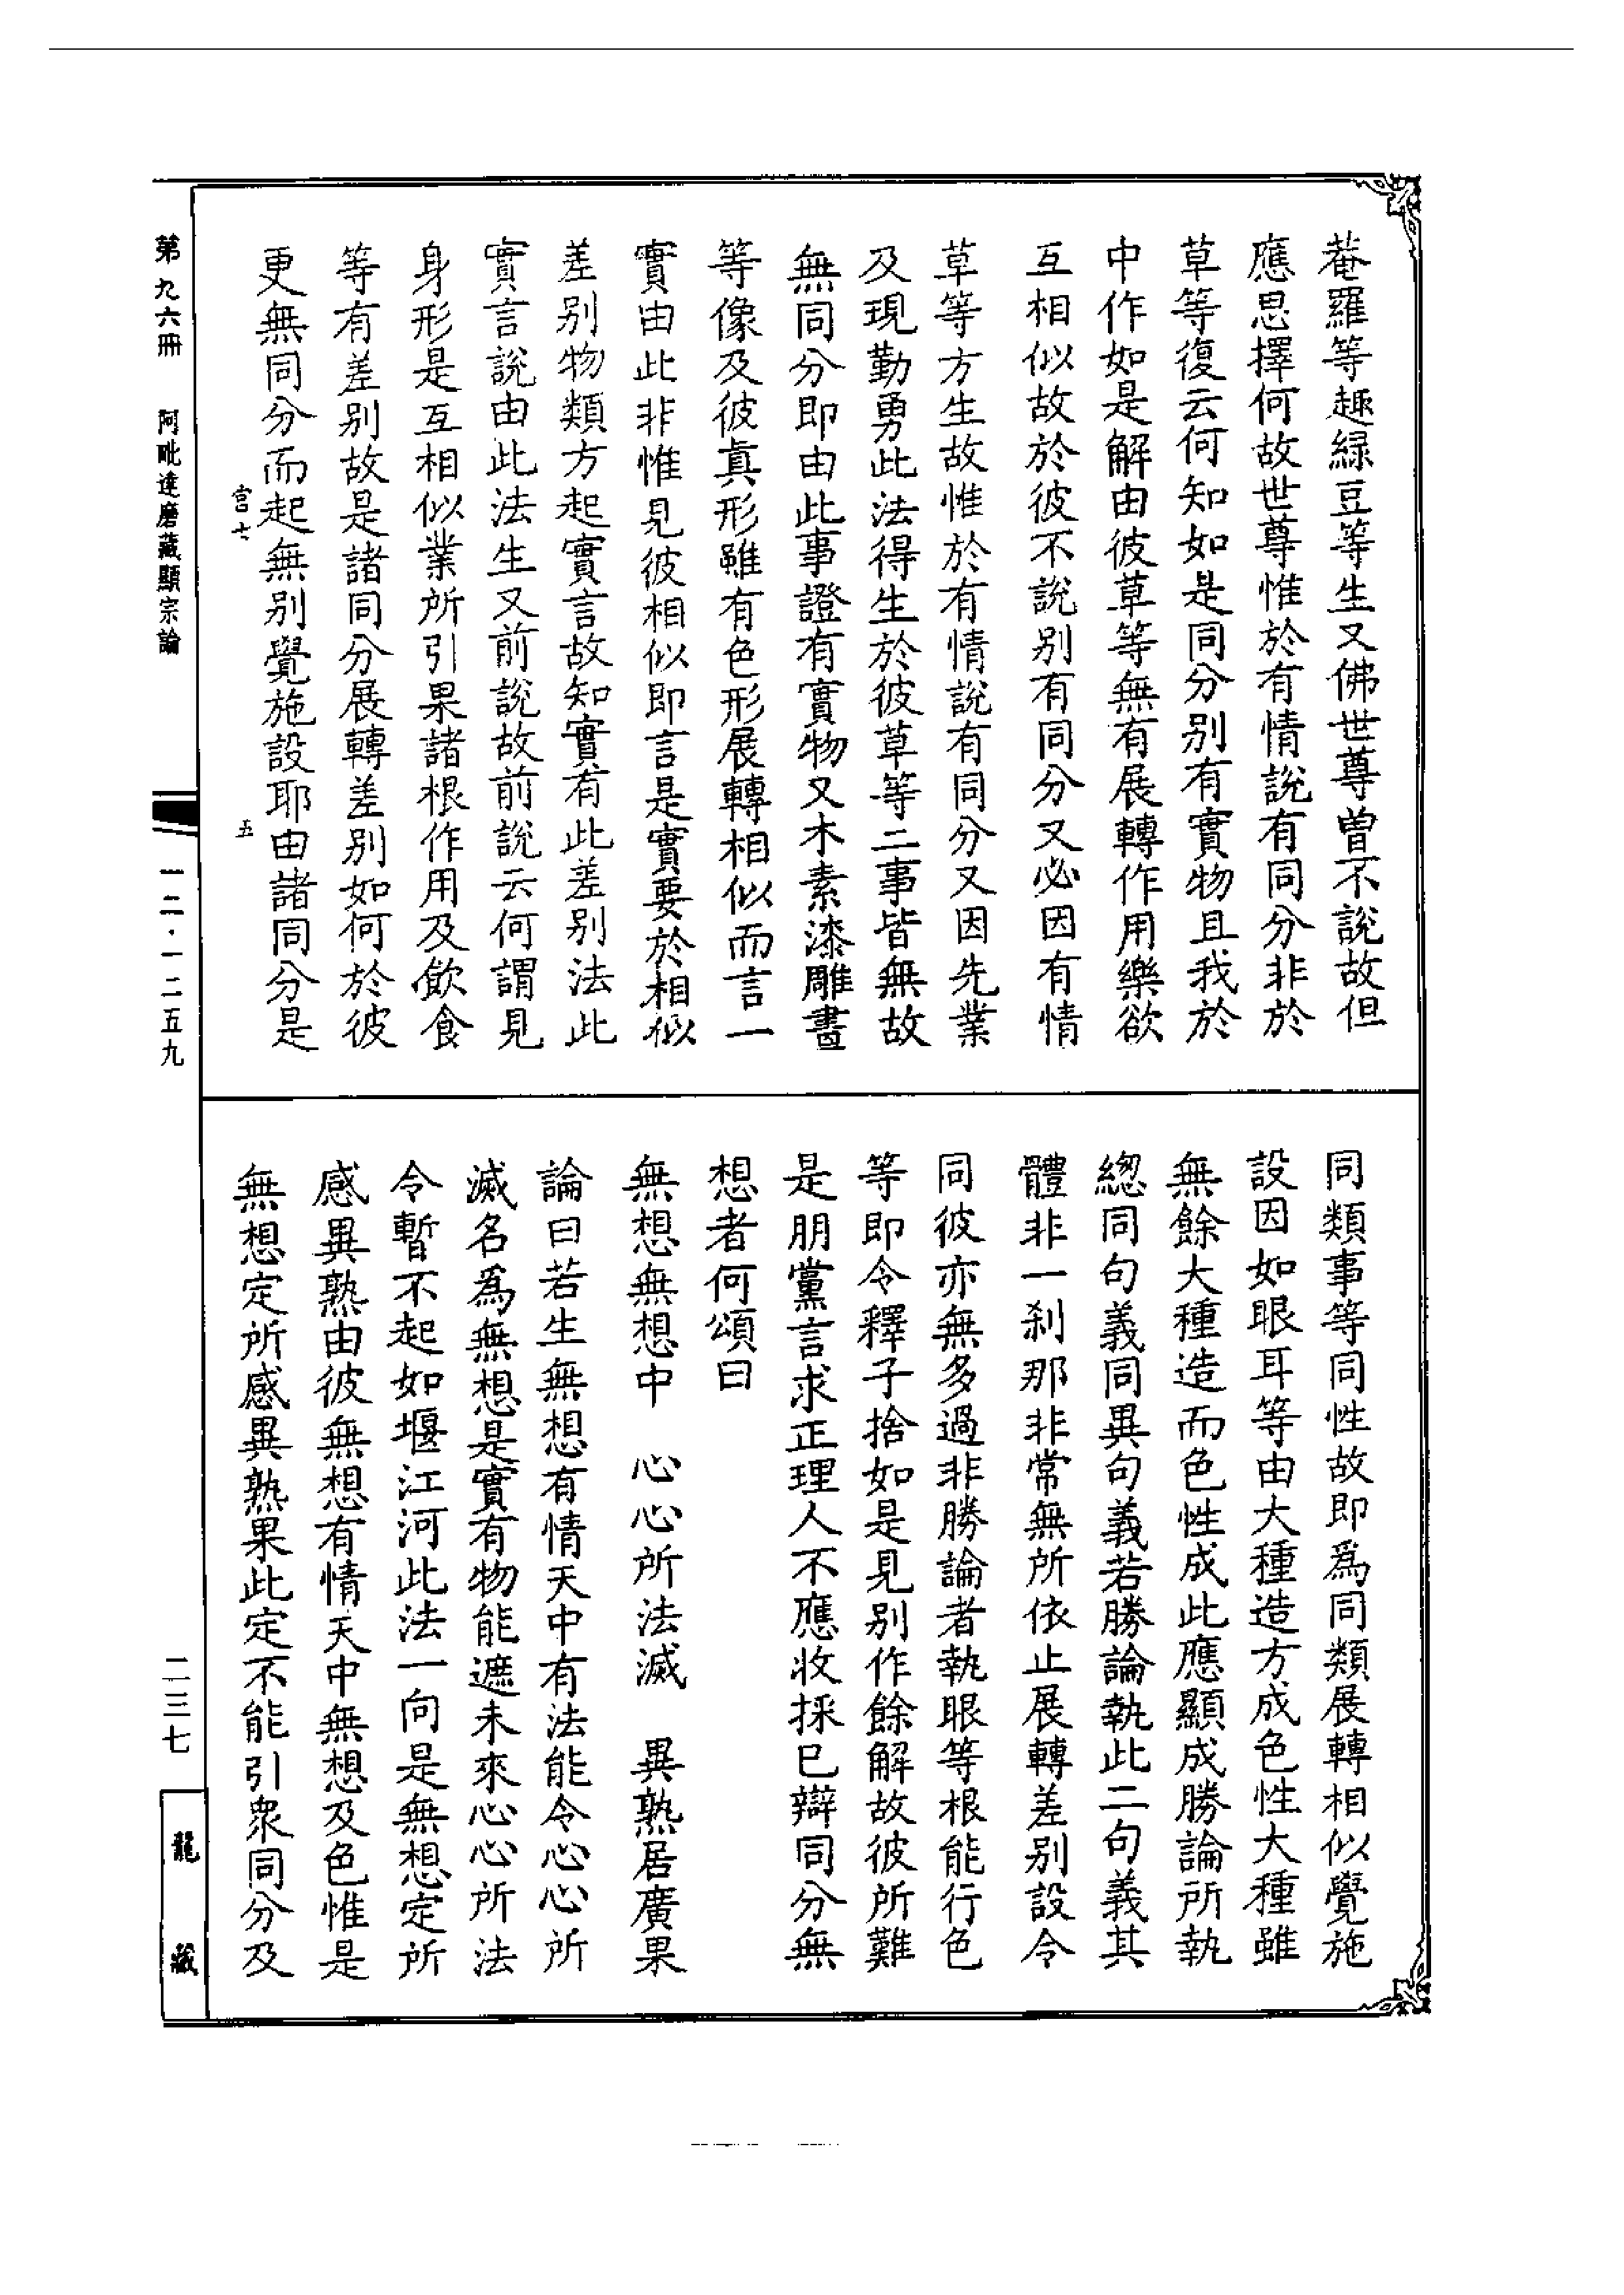 菴羅等趣緑豆等生又佛世尊曾不說故但
應思擇何故世尊惟於有情說有同分非於
草等復云何知如是同分别有實物且我於
中作如是解由彼草等無有展轉作用樂欲
互相似故於彼不說别有同分又必因有情
草等方生故惟於有情說有同分又因先業
及現勤勇此法得生於彼草等二事皆無故
無同分即由此事證有實物又木素漆雕畫
等像及彼真形雖有色形展轉相似而言一
實由此非惟見彼相似即言是實要於相似
差别物類方起實言故知實有此差别法此
實言說由此法生又前說故前說云何謂見
身形是互相似業所引果諸根作用及飲食
等有差别故是諸同分展轉差别如何於彼
更無同分而起無别覺施設耶由諸同分是
同類事等同性故即為同類展轉相似覺施
設因如眼耳等由大種造方成色性大種雖
無餘大種造而色性成此應顯成勝論所執
總同句義同異句義若勝論執此二句義其
體非一剎那非常無所依止展轉差别設令
同彼亦無多過非勝論者執眼等根能行色
等即令釋子捨如是見别作餘解故彼所難
是朋黨言求正理人不應收採已辯同分無
想者何頌曰
無想無想中　心心所法滅　異熟居廣果
論曰若生無想有情天中有法能令心心所
滅名為無想是實有物能遮未來心心所法
令暫不起如堰江河此法一向是無想定所
感異熟由彼無想有情天中無想及色惟是
無想定所感異熟果此定不能引衆同分及
宮七　五
第九六冊　阿毗達磨藏顯宗論　一二·一二五九　二三七
龍藏